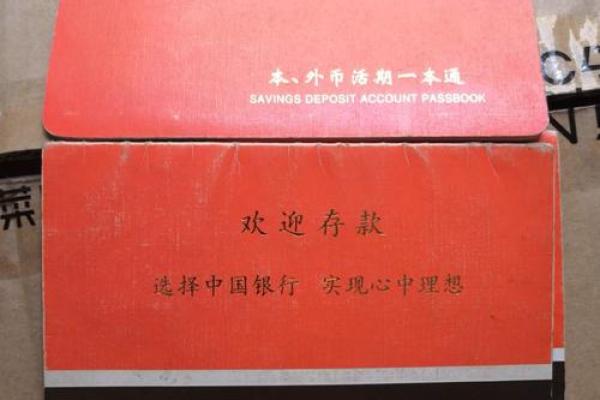 本、外币活期一本通
SAVINGS DEPOSIT ACCOUNT PASSBOOK
欢迎存款
选择中国银行 实现心中理想
菜